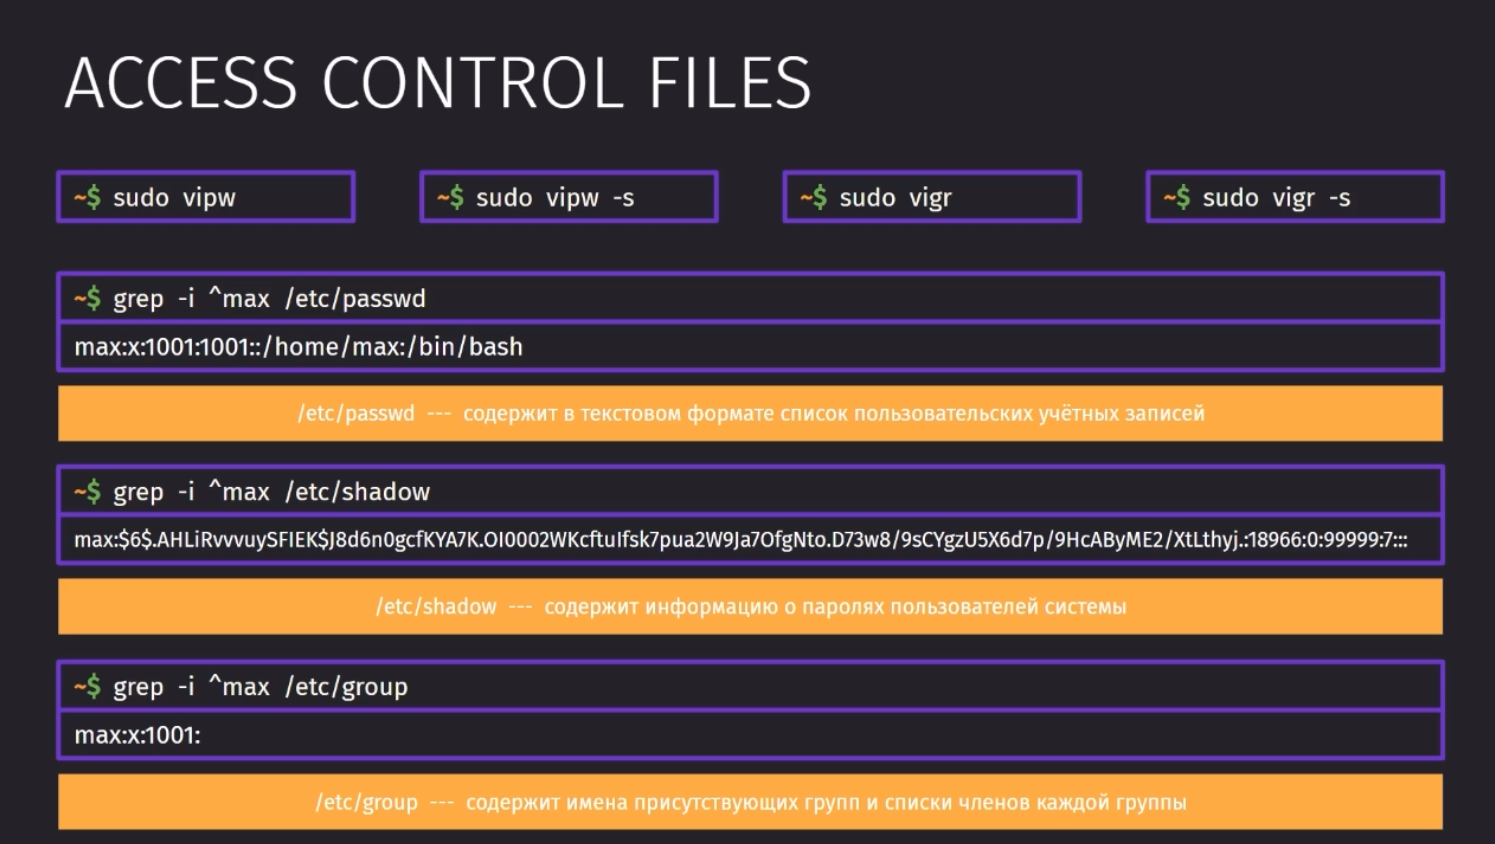 ACCESS CONTROL FILES
~$ sudo vipw
~$ sudo vipw -s
~$ sudo vigr
~$ sudo vigr -s
~$ grep -i ^max /etc/passwd
max:x:1001:1001::/home/max:/bin/bash
/etc/passwd --- содержит в текстовом формате список пользовательских учётных записей
~$ grep -i ^max /etc/shadow
max:$6$.AHLiRvvvuySFIEK$J8d6n0gcfKYA7K.OI0002WKcftuIfsk7pua2W9Ja7OfgNto.D73w8/9sCYgzU5X6d7p/9HcAByME2/XtLthyj.:18966:0:99999:7:::
/etc/shadow --- содержит информацию о паролях пользователей системы
~$ grep -i ^max /etc/group
max:x:1001:
/etc/group --- содержит имена присутствующих групп и списки членов каждой группы